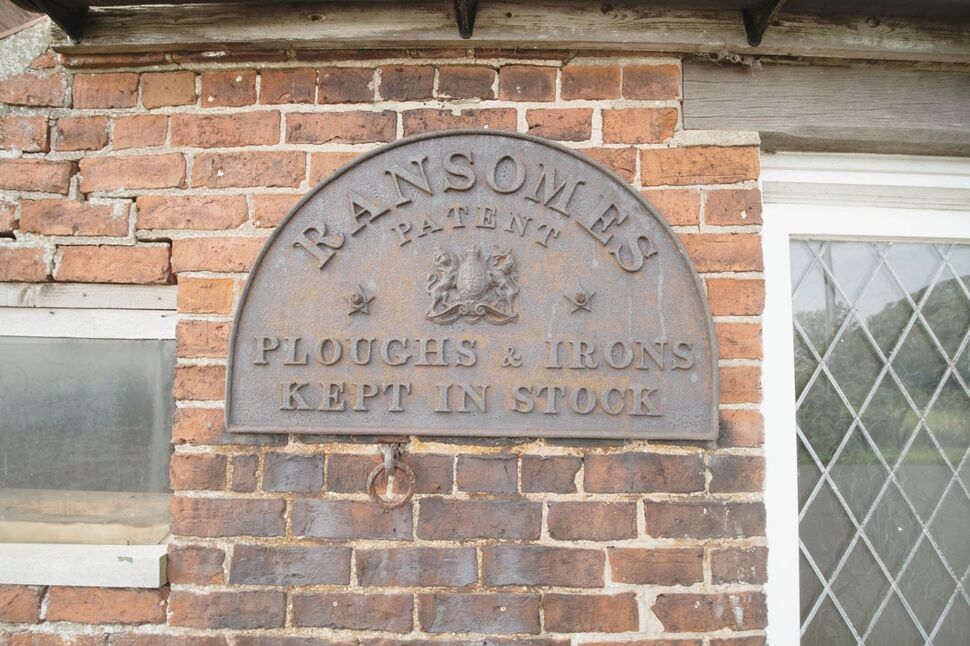 RANSOMES
PATENT
PLOUGHS & IRONS
KEPT IN STOCK